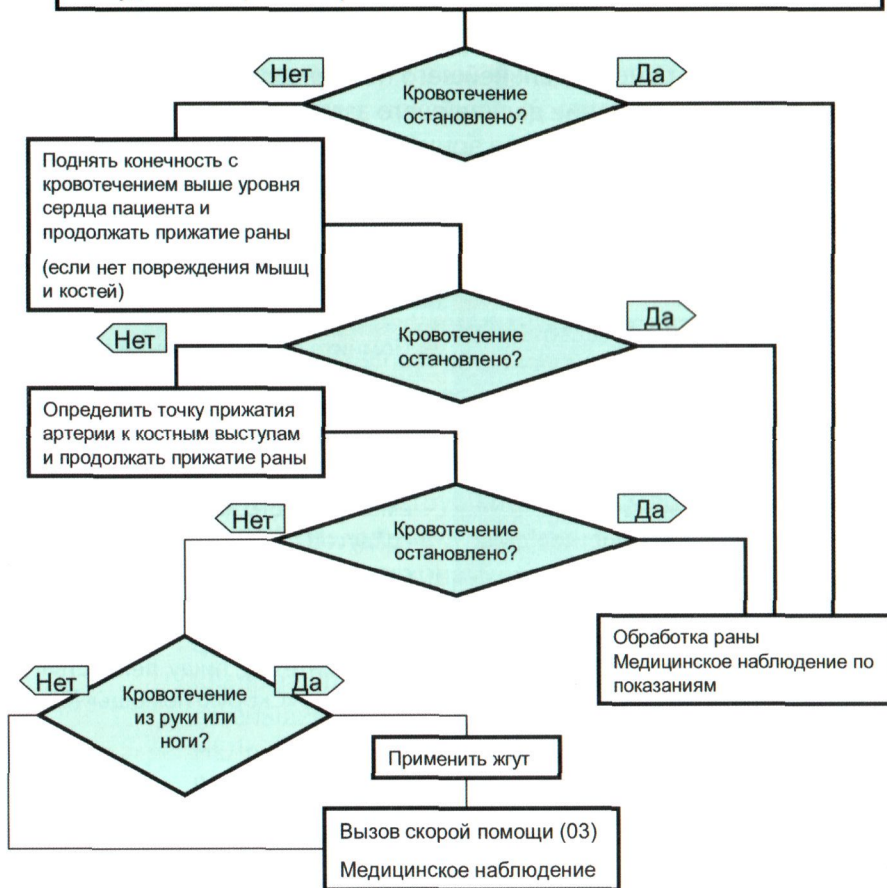 Нет
Да
Кровотечение
остановлено?
Поднять конечность с
кровотечением выше уровня
сердца пациента и
продолжать прижатие раны
(если нет повреждения мышц
и костей)
Нет
Да
Кровотечение
остановлено?
Определить точку прижатия
артерии к костным выступам
и продолжать прижатие раны
Нет
Да
Кровотечение
остановлено?
Обработка раны
Медицинское наблюдение по
показаниям
Нет
Да
Кровотечение
из руки или
ноги?
Применить жгут
Вызов скорой помощи (03)
Медицинское наблюдение